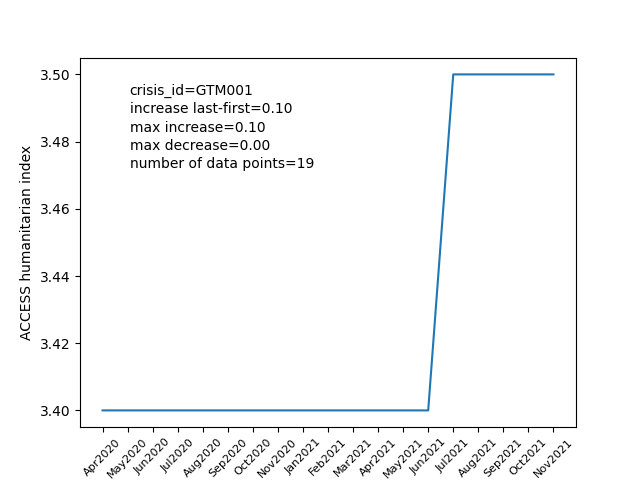 crisis_id=GTM001
increase last-first=0.10
max increase=0.10
max decrease=0.00
number of data points=19
ACCESS humanitarian index
3.50
3.48
3.46
3.44
3.42
3.40
Apr2020
May2020
Jun2020
Jul2020
Aug2020
Sep2020
Oct2020
Nov2020
Jan2021
Feb2021
Mar2021
Apr2021
May2021
Jun2021
Jul2021
Aug2021
Sep2021
Oct2021
Nov2021